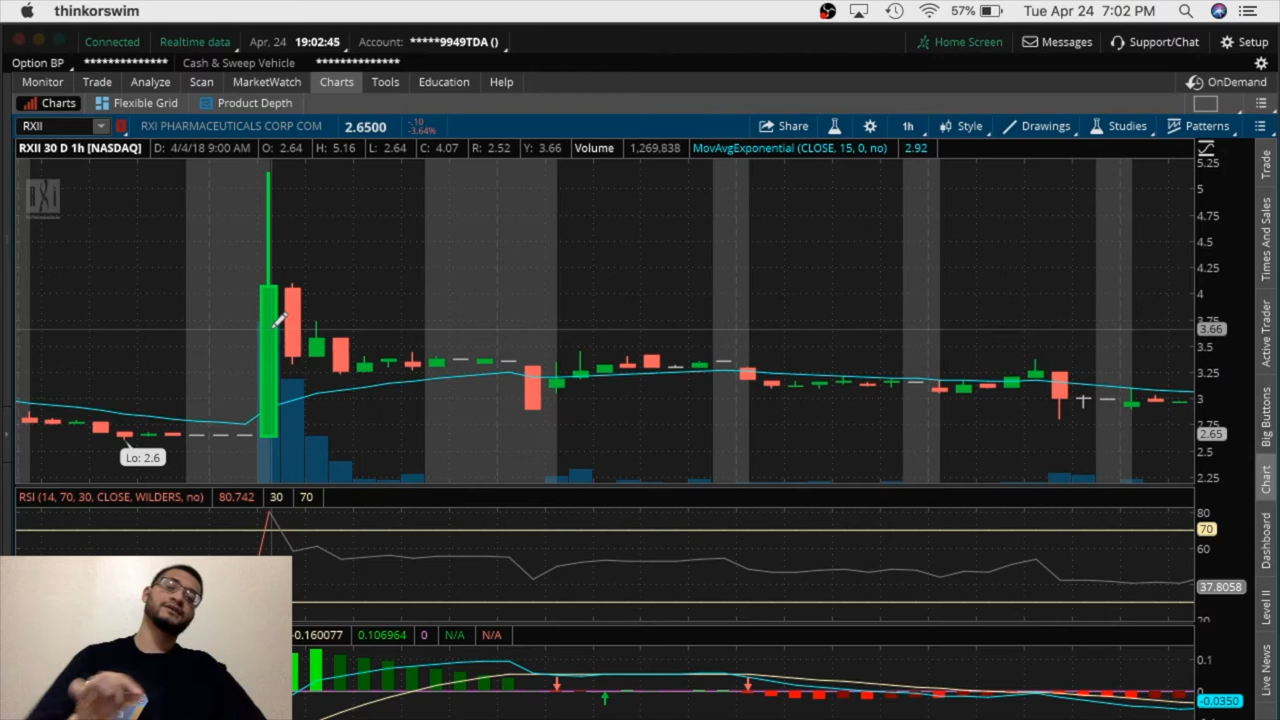 thinkorswim 57% Tue Apr 24 7:02 PM
Connected Realtime data Apr, 24 19:02:45 Account: *****9949TDA () Home Screen Messages Support/Chat Setup
Option BP ************** Cash & Sweep Vehicle **************
Monitor Trade Analyze Scan MarketWatch Charts Tools Education Help OnDemand
Charts Flexible Grid Product Depth
RXII RXI PHARMACEUTICALS CORP COM 2.6500 -.10 -3.64% Share 1h Style Drawings Studies Patterns
RXII 30 D 1h [NASDAQ] D: 4/4/18 9:00 AM O: 2.64 H: 5.16 L: 2.64 C: 4.07 R: 2.52 Y: 3.66 Volume 1,269,838 MovAvgExponential (CLOSE, 15, 0, no) 2.92
5.25
RXI
5
4.75
4.5
4.25
4
3.75
3.66
3.5
3.25
3
2.75
2.65
Lo: 2.6
2.5
2.25
RSI (14, 70, 30, CLOSE, WILDERS, no) 80.742 30 70
80
70
60
37.8058
20
-0.160077 0.106964 0 N/A N/A
0.1
-0.0350
Trade
Times And Sales
Active Trader
Big Buttons
Chart
Dashboard
Level II
Live News